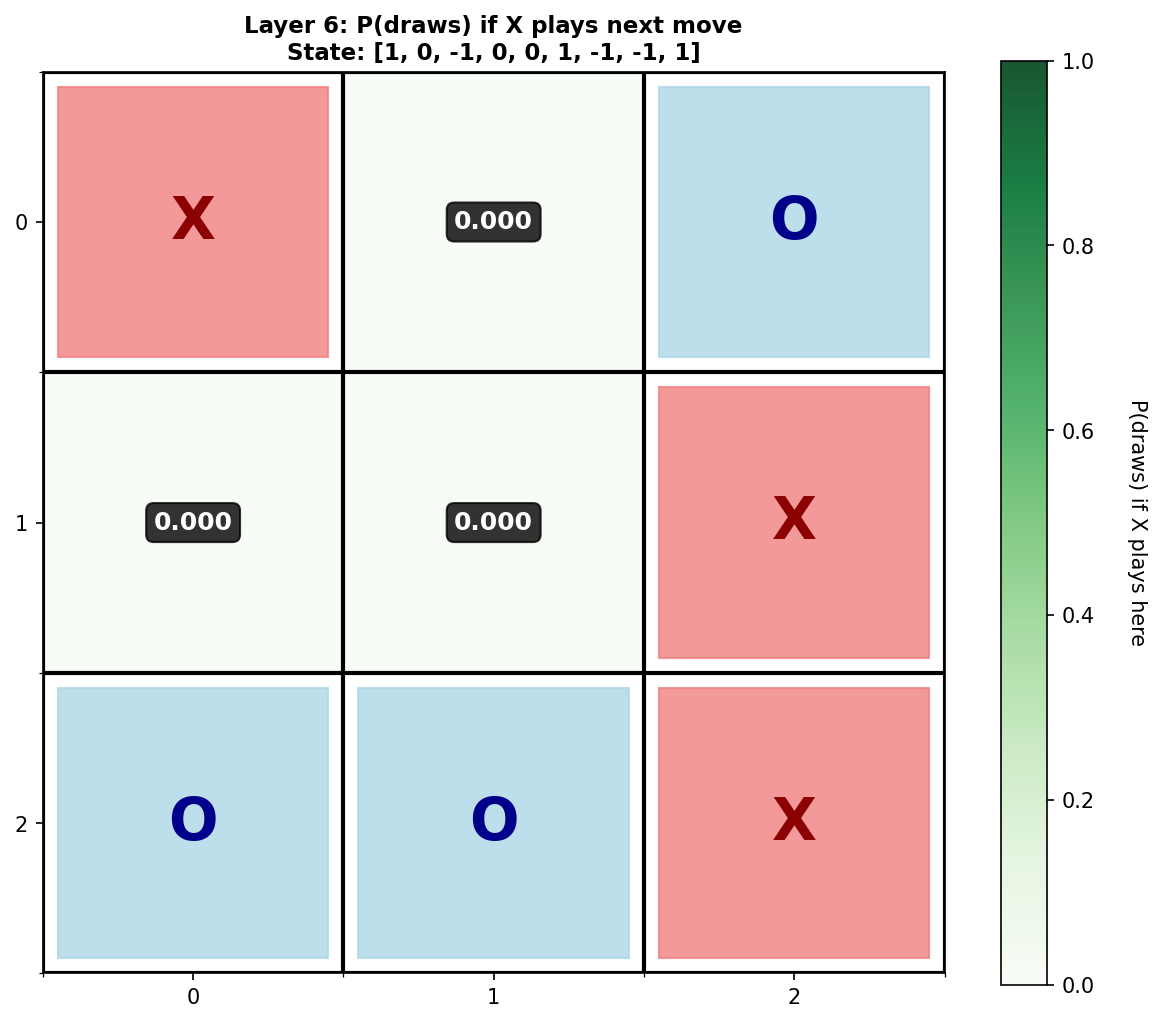 Layer 6: P(draws) if X plays next move
State: [1, 0, -1, 0, 0, 1, -1, -1, 1]
X
0.000
O
0
0.000
0.000
X
1
O
O
X
2
0
1
2
1.0
0.8
0.6
0.4
0.2
0.0
P(draws) if X plays here